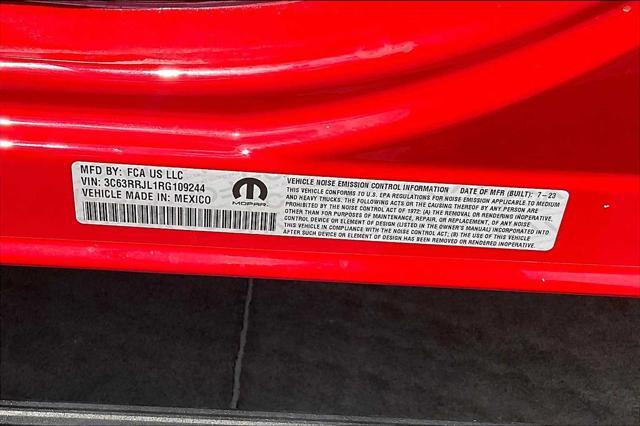 MFD BY: FCA US LLC
VIN: 3C63RRJL1RG109244
VEHICLE MADE IN: MEXICO
MOPAR
VEHICLE NOISE EMISSION CONTROL INFORMATION DATE OF MFR (BUILT): 7-23
THIS VEHICLE CONFORMS TO U.S. EPA REGULATIONS FOR NOISE EMISSION APPLICABLE TO MEDIUM
AND HEAVY TRUCKS. THE FOLLOWING ACTS OR THE CAUSING THEREOF BY ANY PERSON ARE
PROHIBITED BY THE NOISE CONTROL ACT OF 1972: (A) THE REMOVAL OR RENDERING INOPERATIVE,
OTHER THAN FOR PURPOSES OF MAINTENANCE, REPAIR, OR REPLACEMENT, OF ANY NOISE
CONTROL DEVICE OR ELEMENT OF DESIGN (LISTED IN THE OWNER'S MANUAL) INCORPORATED INTO
THIS VEHICLE IN COMPLIANCE WITH THE NOISE CONTROL ACT; (B) THE USE OF THIS VEHICLE
AFTER SUCH DEVICE OR ELEMENT OF DESIGN HAS BEEN REMOVED OR RENDERED INOPERATIVE.